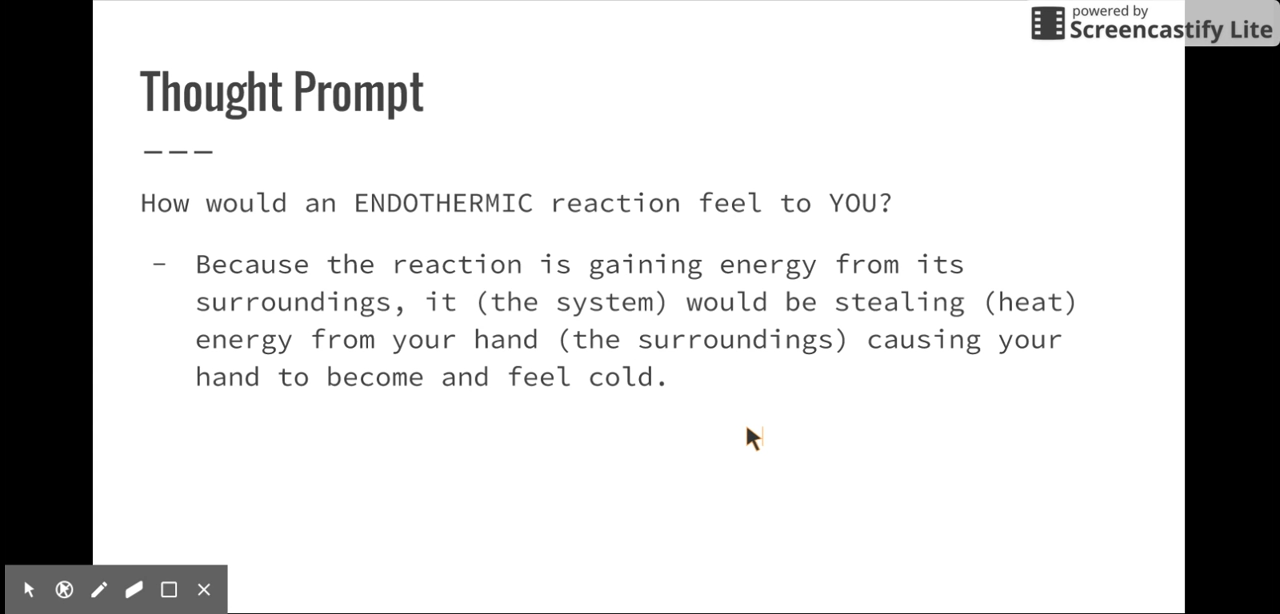 powered by
Screencastify Lite
Thought Prompt
———
How would an ENDOTHERMIC reaction feel to YOU?
- Because the reaction is gaining energy from its
surroundings, it (the system) would be stealing (heat)
energy from your hand (the surroundings) causing your
hand to become and feel cold.